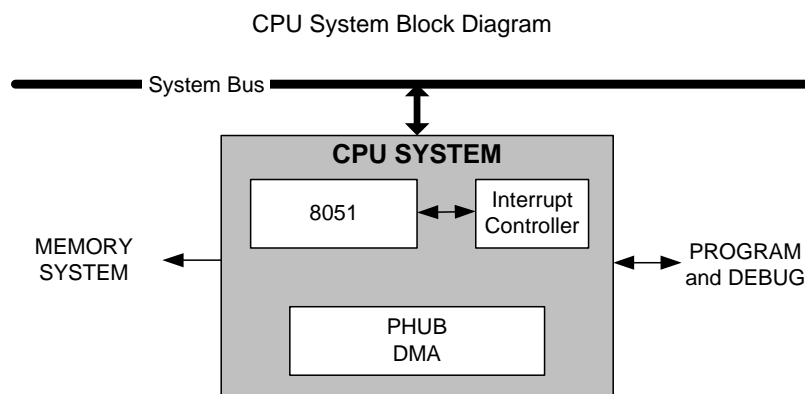 CPU System Block Diagram
System Bus
CPU SYSTEM
8051
Interrupt
Controller
MEMORY
SYSTEM
PROGRAM
and DEBUG
PHUB
DMA